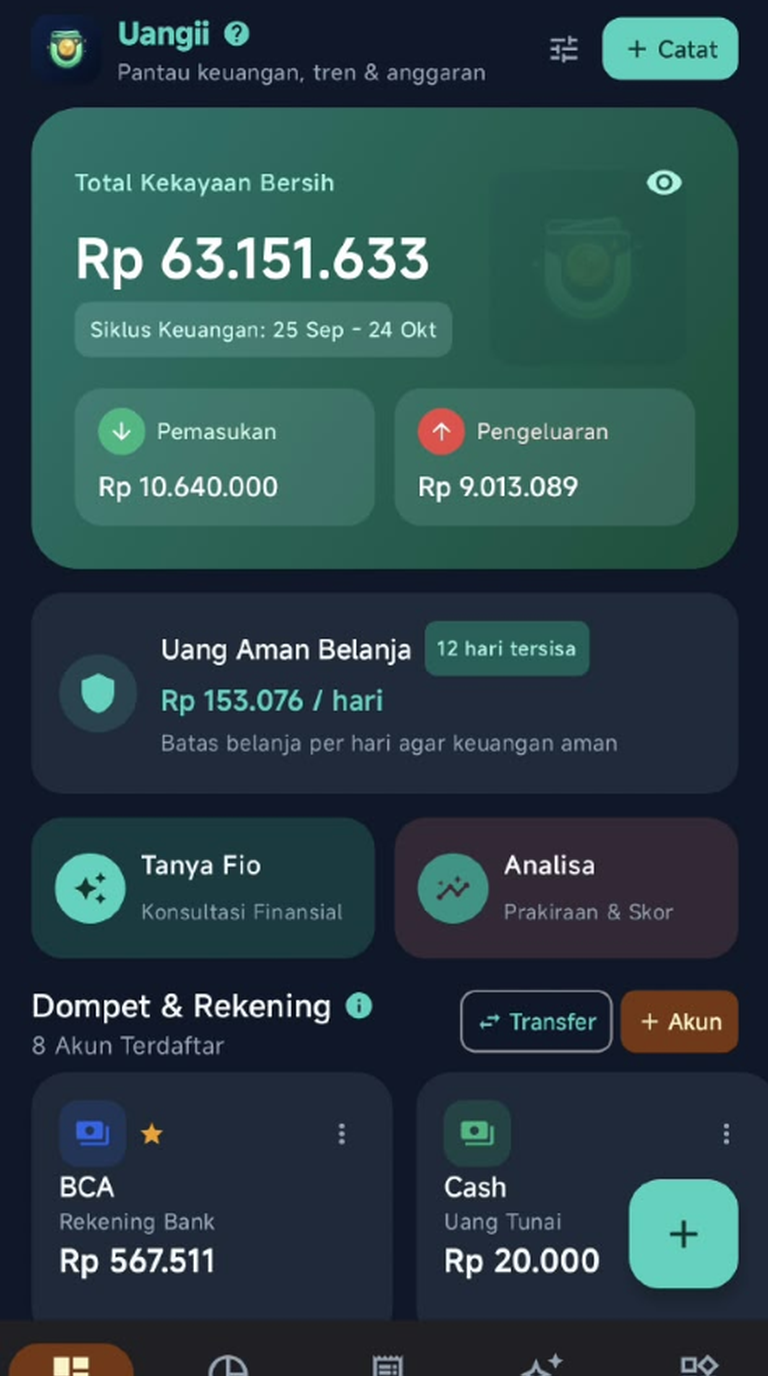 Uangii ?
Pantau keuangan, tren & anggaran
+ Catat
Total Kekayaan Bersih
Rp 63.151.633
Siklus Keuangan: 25 Sep - 24 Okt
Pemasukan
Rp 10.640.000
Pengeluaran
Rp 9.013.089
Uang Aman Belanja
12 hari tersisa
Rp 153.076 / hari
Batas belanja per hari agar keuangan aman
Tanya Fio
Konsultasi Finansial
Analisa
Prakiraan & Skor
Dompet & Rekening
8 Akun Terdaftar
Transfer
+ Akun
BCA
Rekening Bank
Rp 567.511
Cash
Uang Tunai
Rp 20.000
+